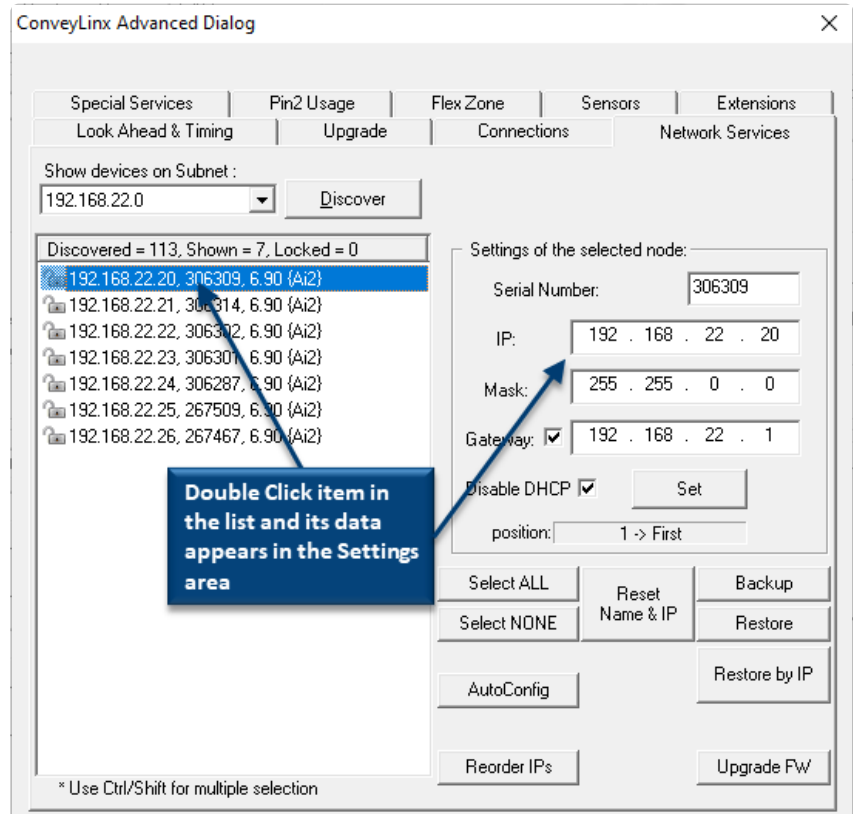 ConveyLinx Advanced Dialog
Special Services
Pin2 Usage
Flex Zone
Sensors
Extensions
Look Ahead & Timing
Upgrade
Connections
Network Services
Show devices on Subnet :
192.168.22.0
Discover
Discovered = 113, Shown = 7, Locked = 0
192.168.22.20, 306309, 6.90 {Ai2}
192.168.22.21, 306314, 6.90 {Ai2}
192.168.22.22, 306302, 6.90 {Ai2}
192.168.22.23, 306301, 6.90 {Ai2}
192.168.22.24, 306287, 6.90 {Ai2}
192.168.22.25, 267509, 6.90 {Ai2}
192.168.22.26, 267467, 6.90 {Ai2}
Double Click item in
the list and its data
appears in the Settings
area
* Use Ctrl/Shift for multiple selection
Settings of the selected node:
Serial Number: 306309
IP: 192 . 168 . 22 . 20
Mask: 255 . 255 . 0 . 0
Gateway: 192 . 168 . 22 . 1
Disable DHCP
Set
position: 1 -> First
Select ALL
Reset
Name & IP
Backup
Select NONE
Restore
AutoConfig
Restore by IP
Reorder IPs
Upgrade FW